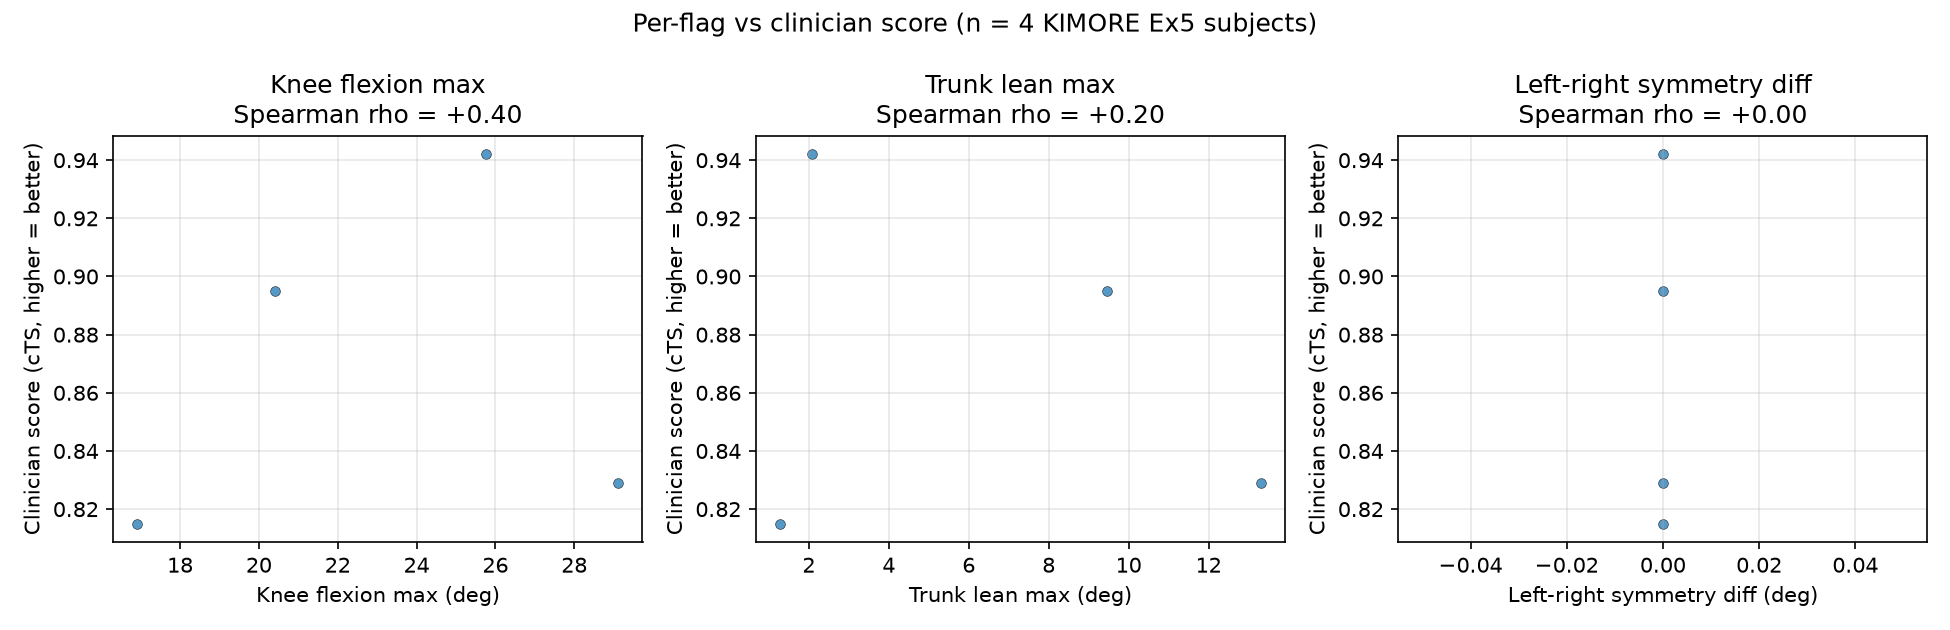 Per-flag vs clinician score (n = 4 KIMORE Ex5 subjects)
Knee flexion max
Spearman rho = +0.40
Clinician score (cTS, higher = better)
0.94
0.92
0.90
0.88
0.86
0.84
0.82
18 20 22 24 26 28
Knee flexion max (deg)
Trunk lean max
Spearman rho = +0.20
Clinician score (cTS, higher = better)
0.94
0.92
0.90
0.88
0.86
0.84
0.82
2 4 6 8 10 12
Trunk lean max (deg)
Left-right symmetry diff
Spearman rho = +0.00
Clinician score (cTS, higher = better)
0.94
0.92
0.90
0.88
0.86
0.84
0.82
−0.04 −0.02 0.00 0.02 0.04
Left-right symmetry diff (deg)